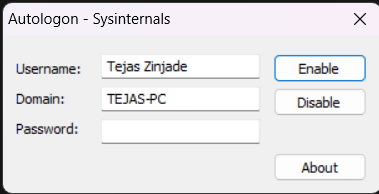 Autologon - Sysinternals
Username: Tejas Zinjade Enable
Domain: TEJAS-PC Disable
Password:
About